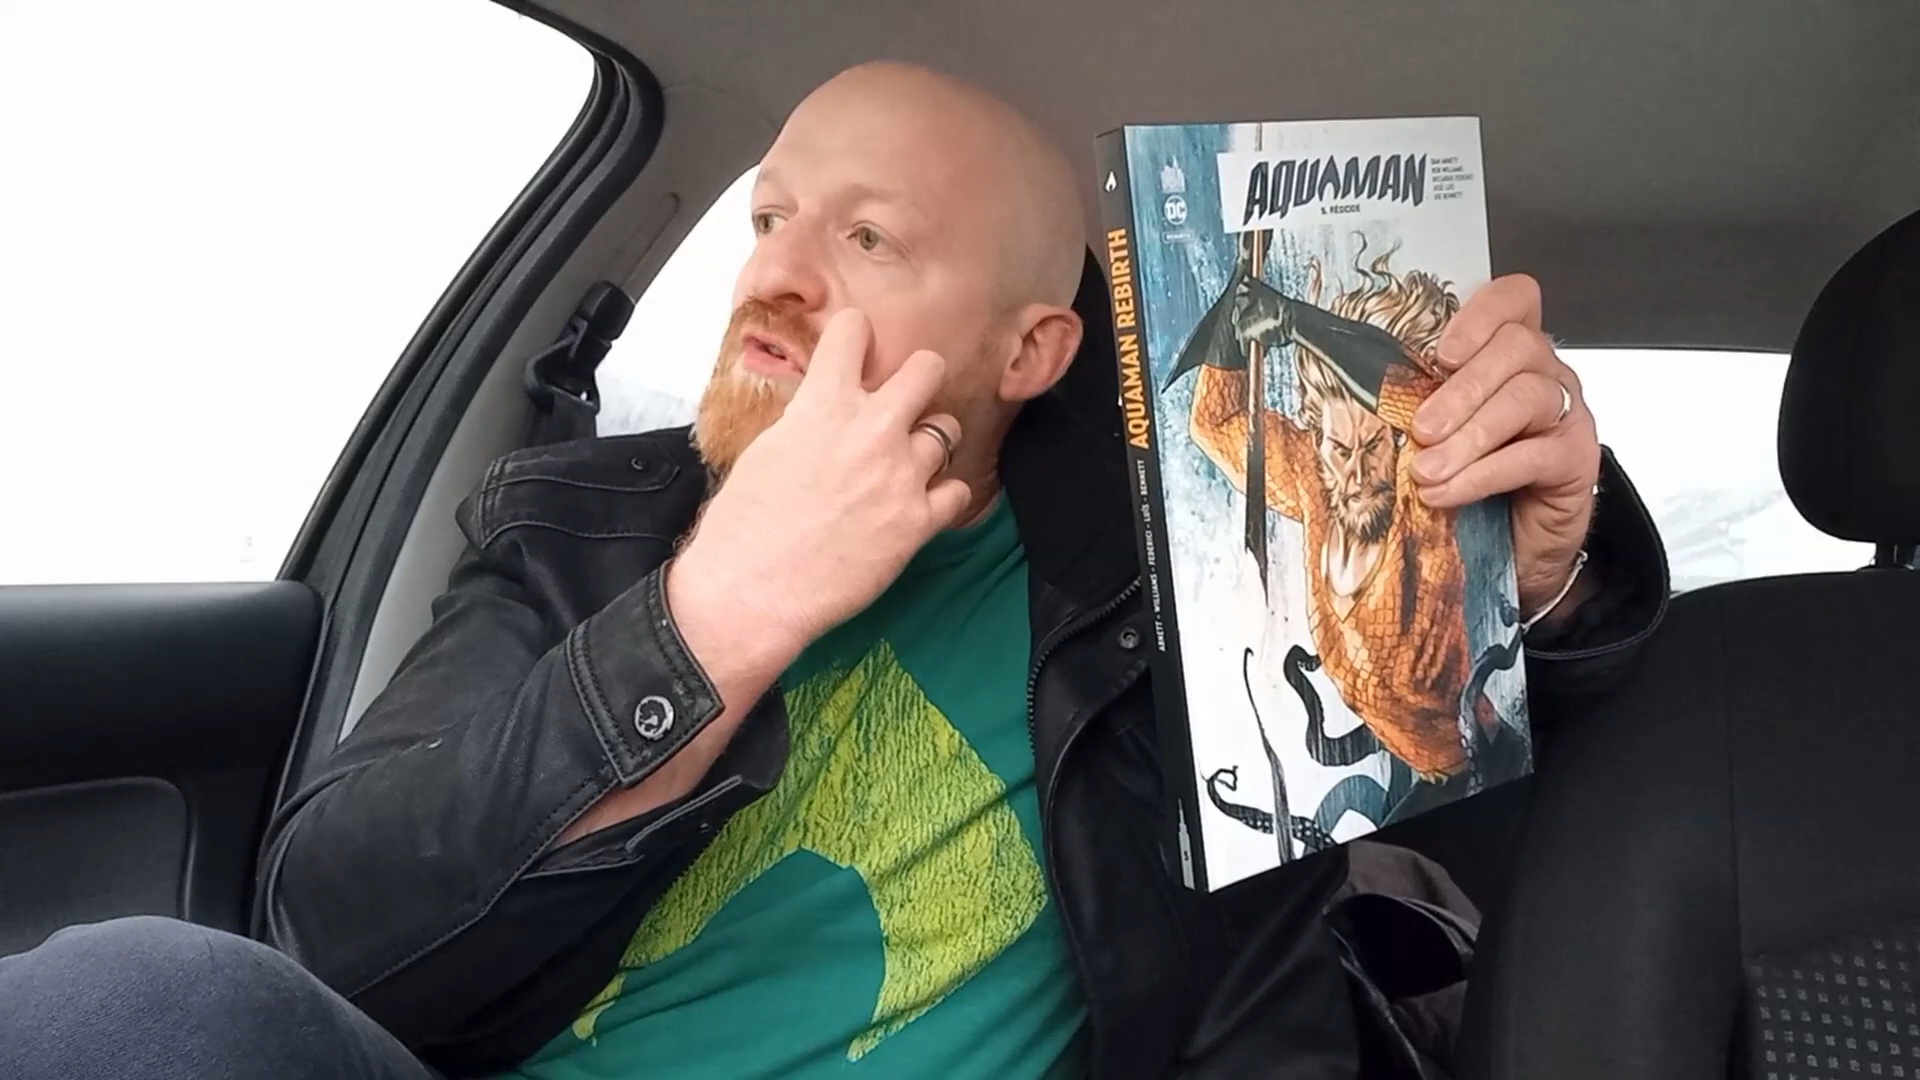 AQUAMAN
5. RÉGICIDE
DAN ABNETT
ROB WILLIAMS
RICCARDO FEDERICI
JOSÉ LUÍS
JOE BENNETT
DC
REBIRTH
AQUAMAN REBIRTH
ABNETT - WILLIAMS - FEDERICI - LUÍS - BENNETT
5